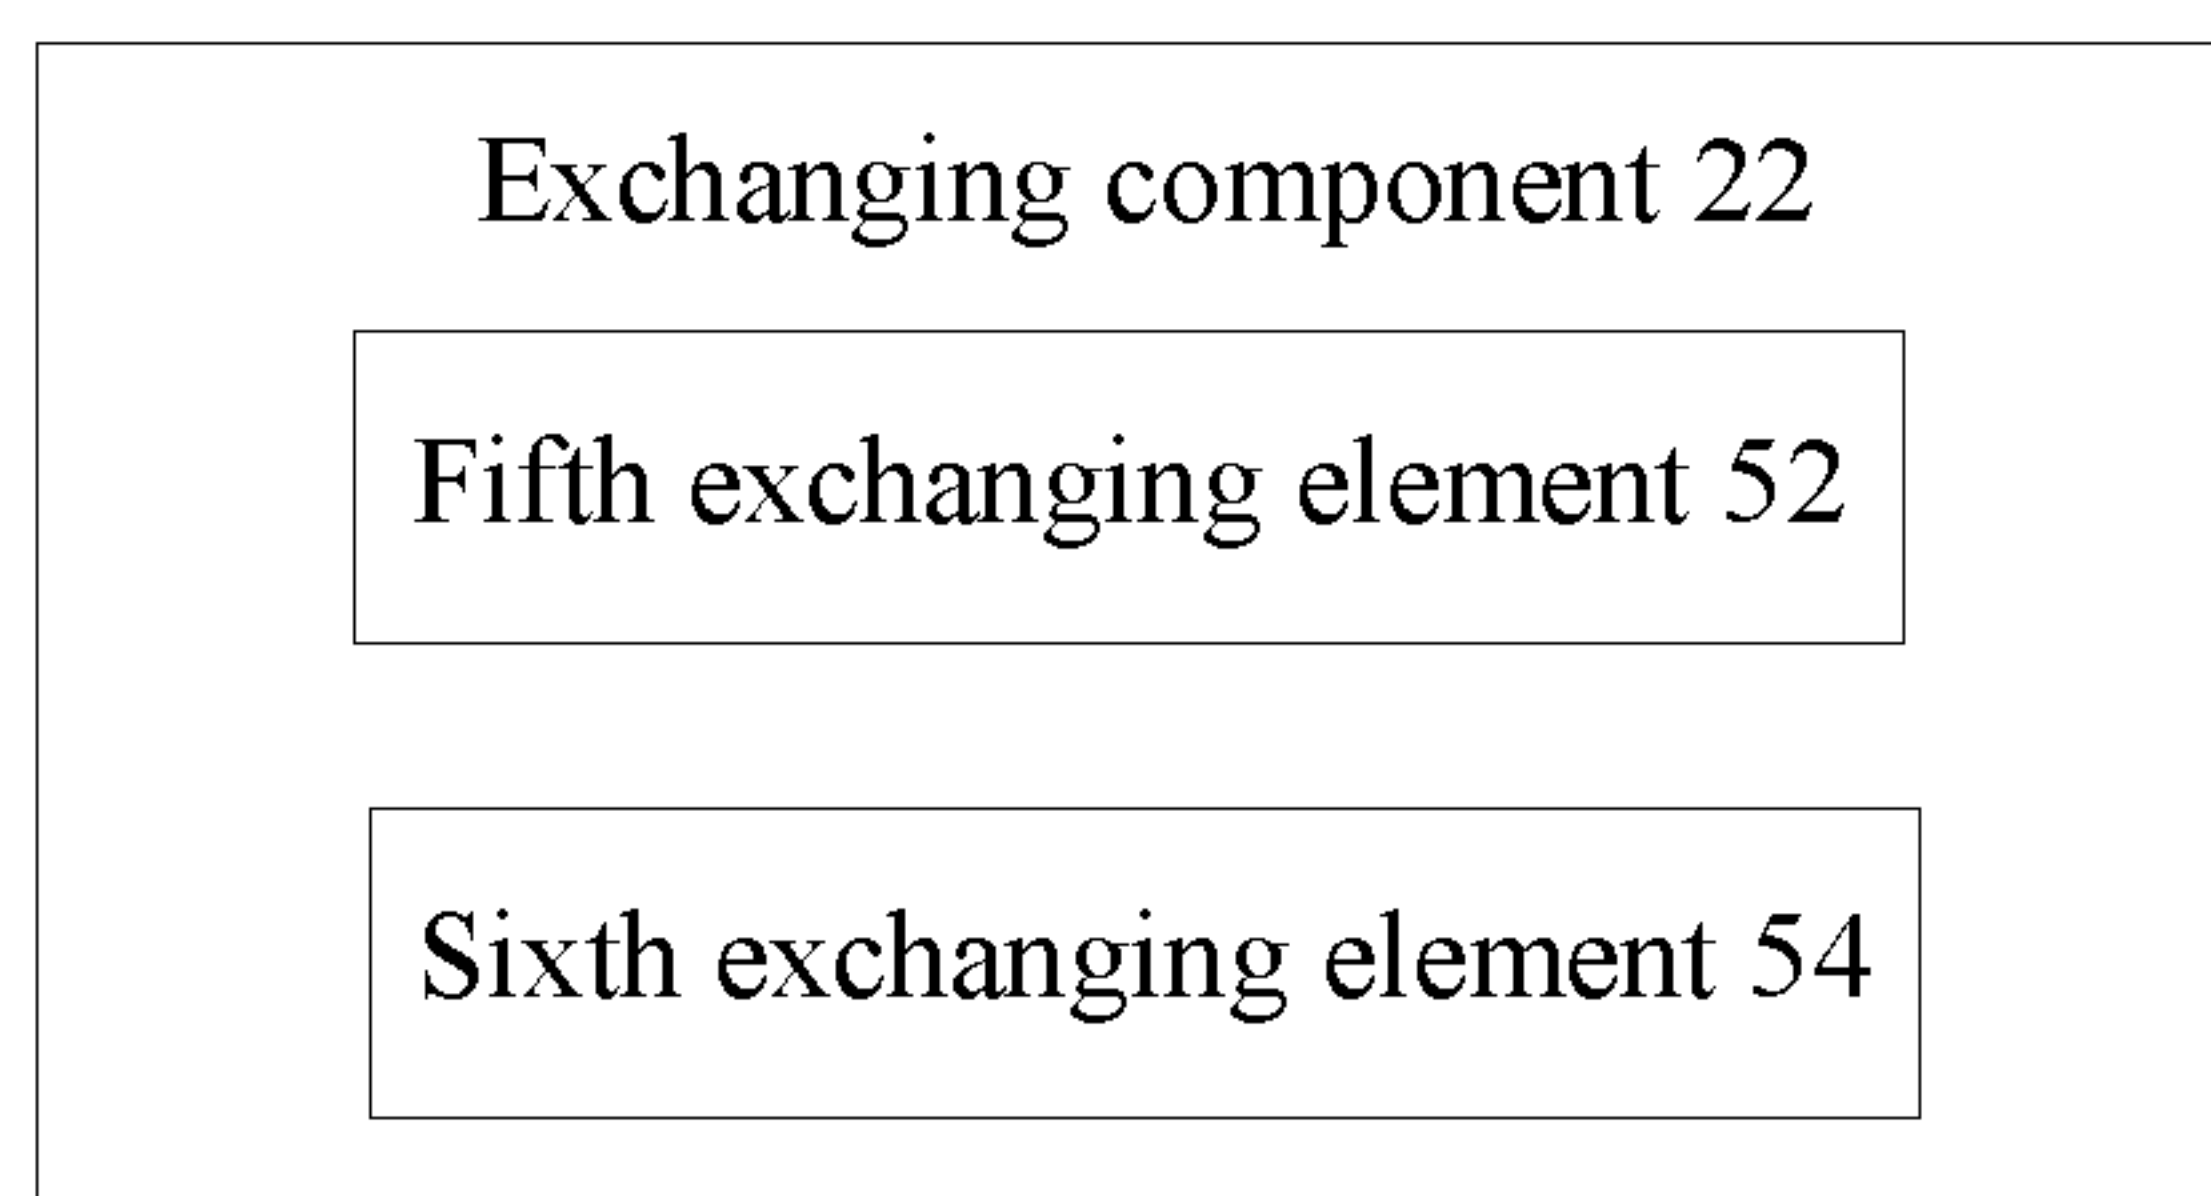 Exchanging component 22
Fifth exchanging element 52
Sixth exchanging element 54